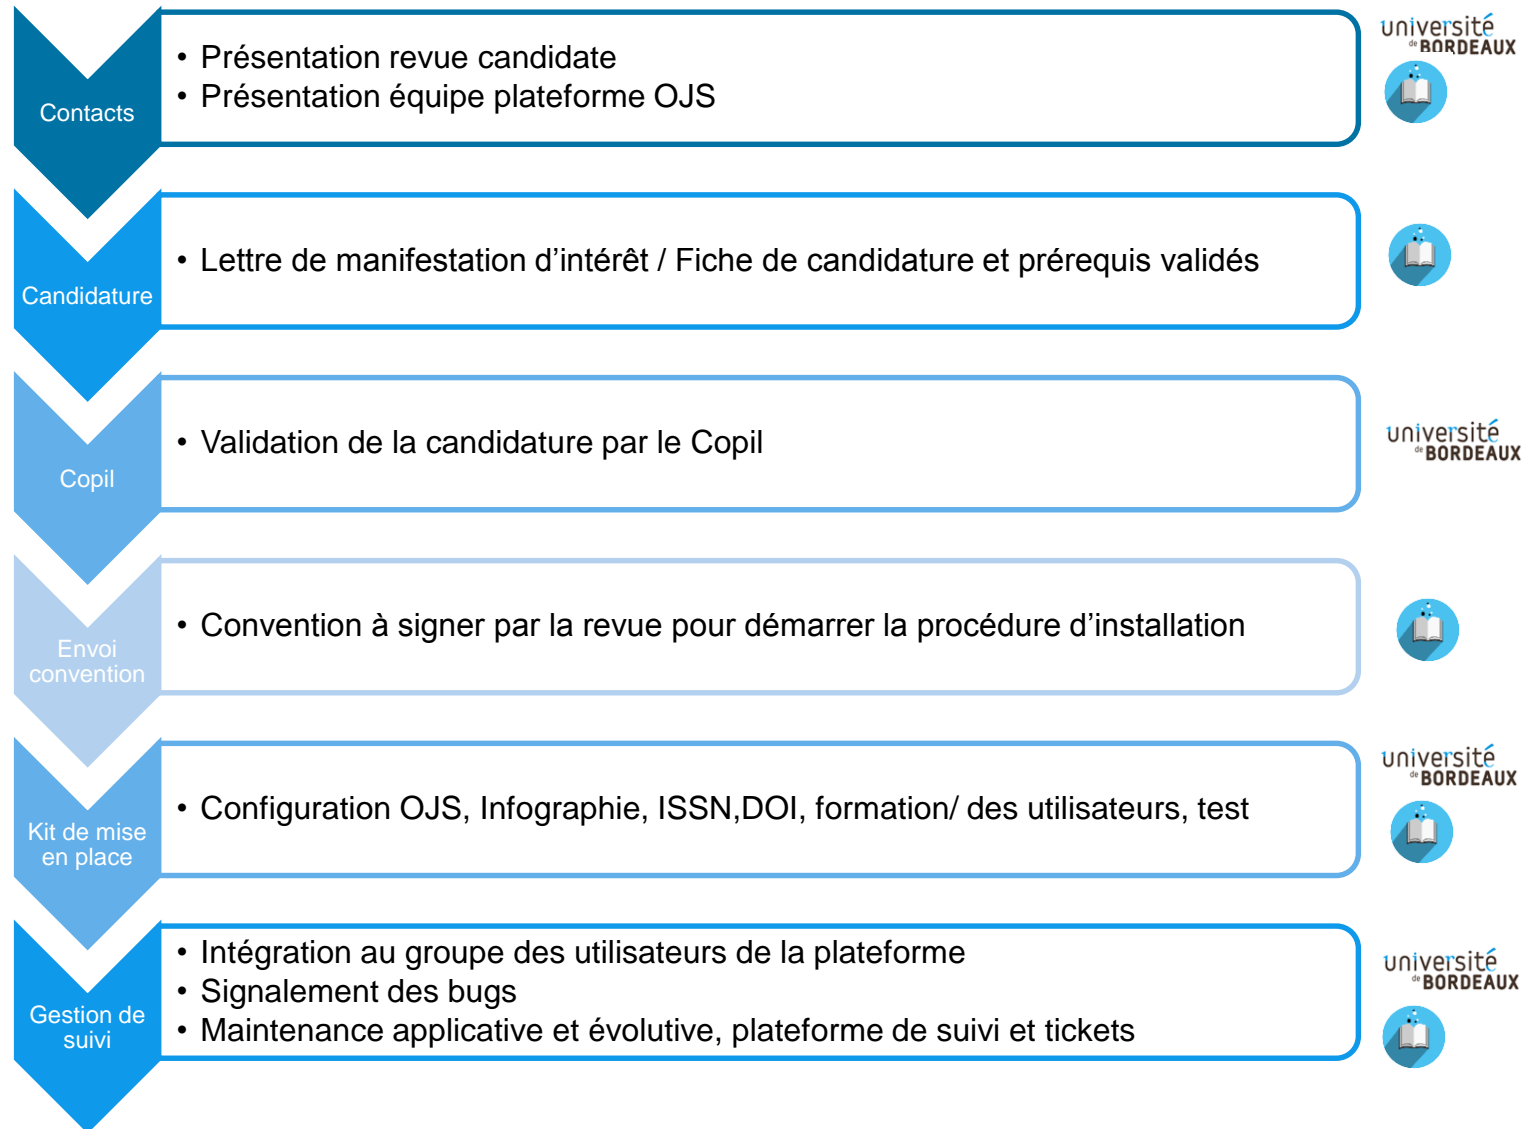 Contacts
• Présentation revue candidate
• Présentation équipe plateforme OJS
université
de BORDEAUX
Candidature
• Lettre de manifestation d’intérêt / Fiche de candidature et prérequis validés
Copil
• Validation de la candidature par le Copil
université
de BORDEAUX
Envoi
convention
• Convention à signer par la revue pour démarrer la procédure d’installation
Kit de mise
en place
• Configuration OJS, Infographie, ISSN,DOI, formation/ des utilisateurs, test
université
de BORDEAUX
Gestion de
suivi
• Intégration au groupe des utilisateurs de la plateforme
• Signalement des bugs
• Maintenance applicative et évolutive, plateforme de suivi et tickets
université
de BORDEAUX